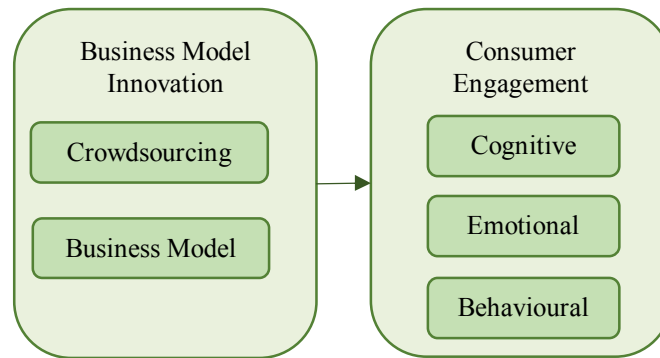 Business Model
Innovation
Crowdsourcing
Business Model
Consumer
Engagement
Cognitive
Emotional
Behavioural